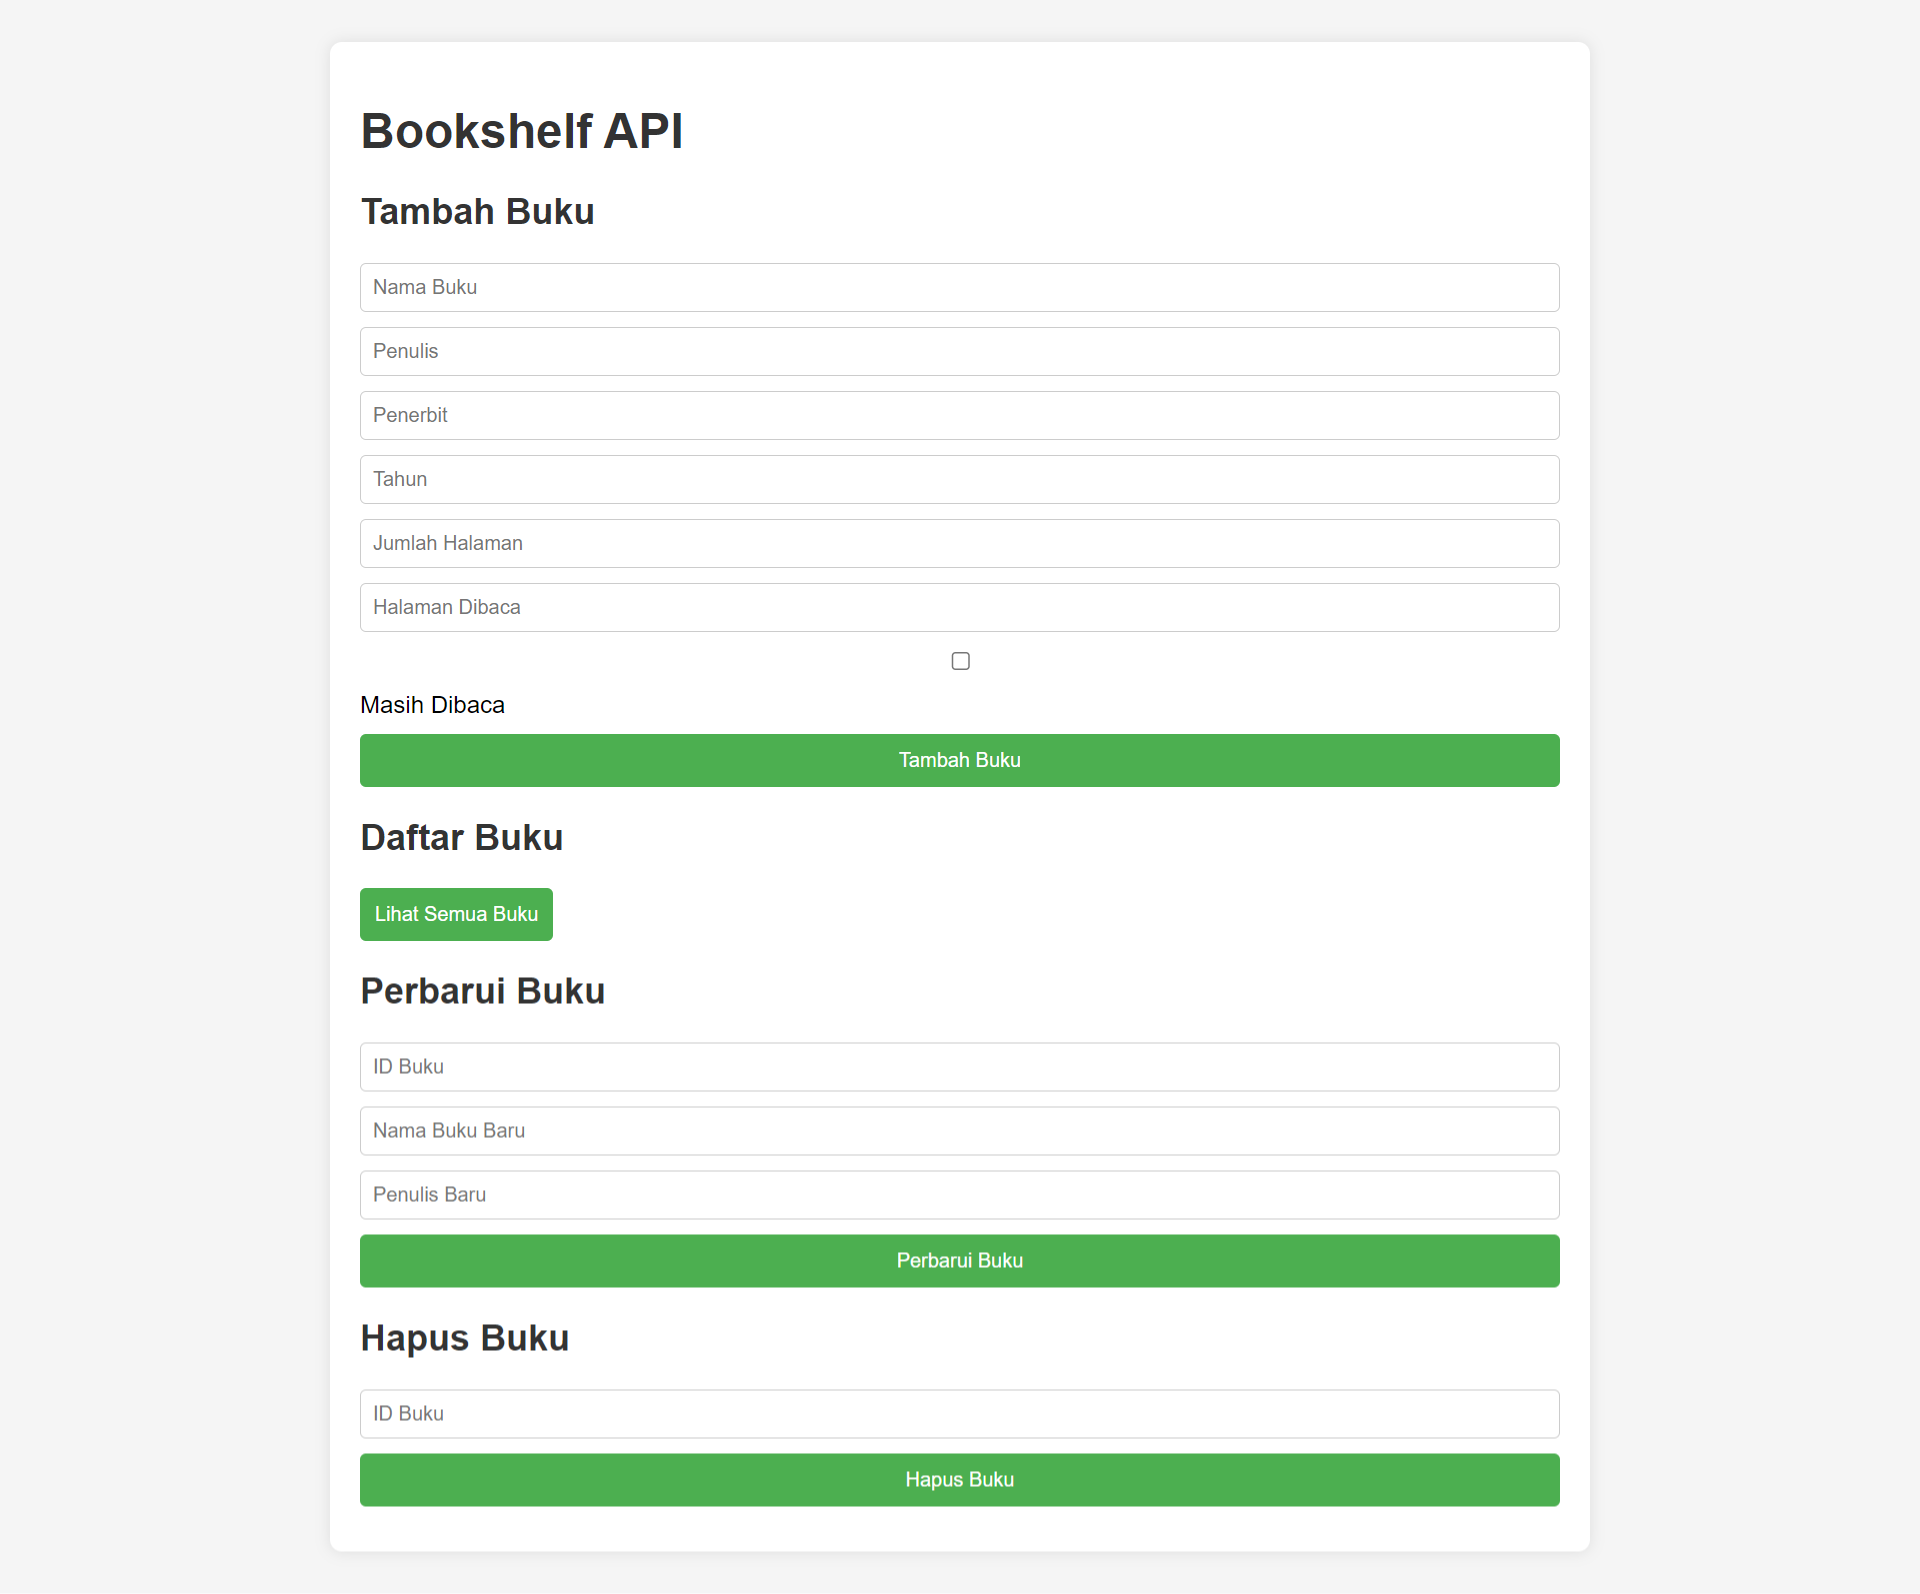 Bookshelf API
Tambah Buku
Nama Buku
Penulis
Penerbit
Tahun
Jumlah Halaman
Halaman Dibaca
Masih Dibaca
Tambah Buku
Daftar Buku
Lihat Semua Buku
Perbarui Buku
ID Buku
Nama Buku Baru
Penulis Baru
Perbarui Buku
Hapus Buku
ID Buku
Hapus Buku